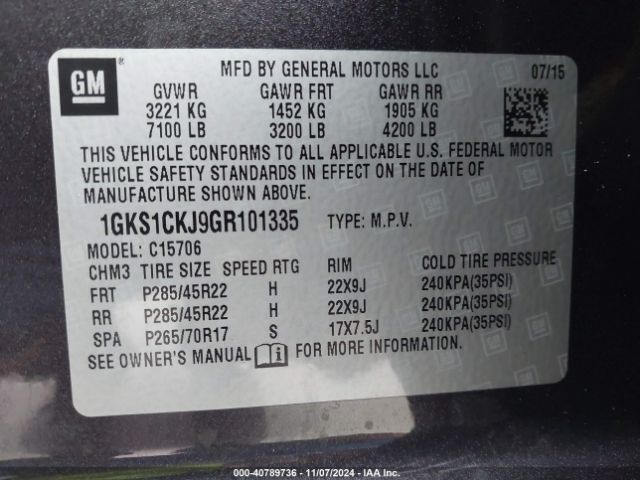 GM
MFD BY GENERAL MOTORS LLC 07/15
GVWR GAWR FRT GAWR RR
3221 KG 1452 KG 1905 KG
7100 LB 3200 LB 4200 LB
THIS VEHICLE CONFORMS TO ALL APPLICABLE U.S. FEDERAL MOTOR
VEHICLE SAFETY STANDARDS IN EFFECT ON THE DATE OF
MANUFACTURE SHOWN ABOVE.
1GKS1CKJ9GR101335 TYPE: M.P.V.
MODEL: C15706
CHM3 TIRE SIZE SPEED RTG RIM COLD TIRE PRESSURE
FRT P285/45R22 H 22X9J 240KPA(35PSI)
RR P285/45R22 H 22X9J 240KPA(35PSI)
SPA P265/70R17 S 17X7.5J 240KPA(35PSI)
SEE OWNER'S MANUAL FOR MORE INFORMATION.
000-40789736 - 11/07/2024 - IAA Inc.